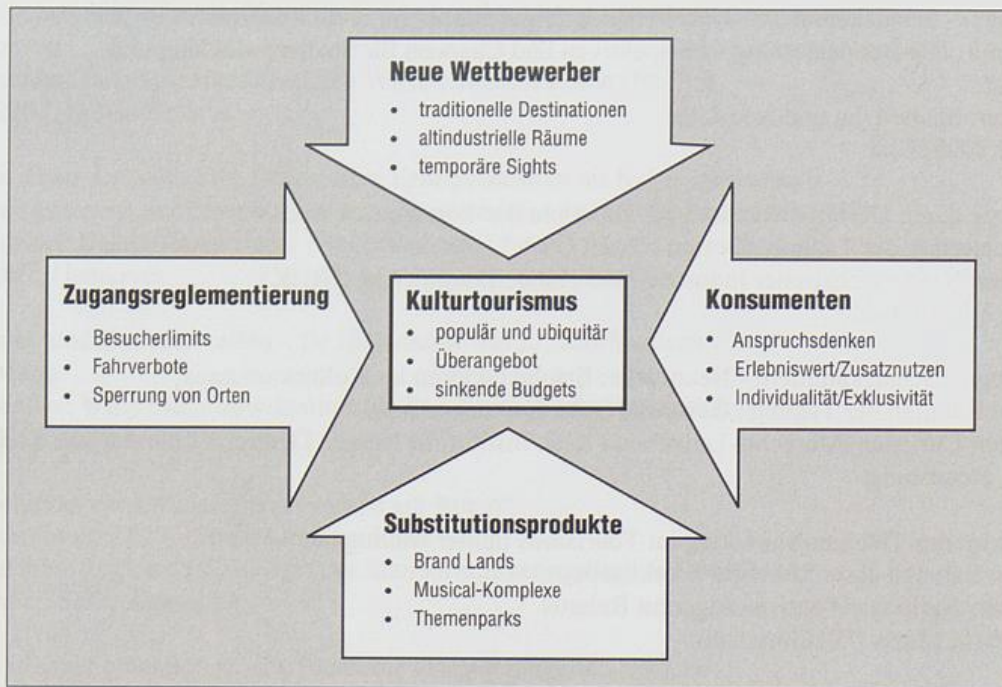 Neue Wettbewerber
• traditionelle Destinationen
• altindustrielle Räume
• temporäre Sights
Zugangsreglementierung
• Besucherlimits
• Fahrverbote
• Sperrung von Orten
Kulturtourismus
• populär und ubiquitär
• Überangebot
• sinkende Budgets
Konsumenten
• Anspruchsdenken
• Erlebniswert/Zusatznutzen
• Individualität/Exklusivität
Substitutionsprodukte
• Brand Lands
• Musical-Komplexe
• Themenparks